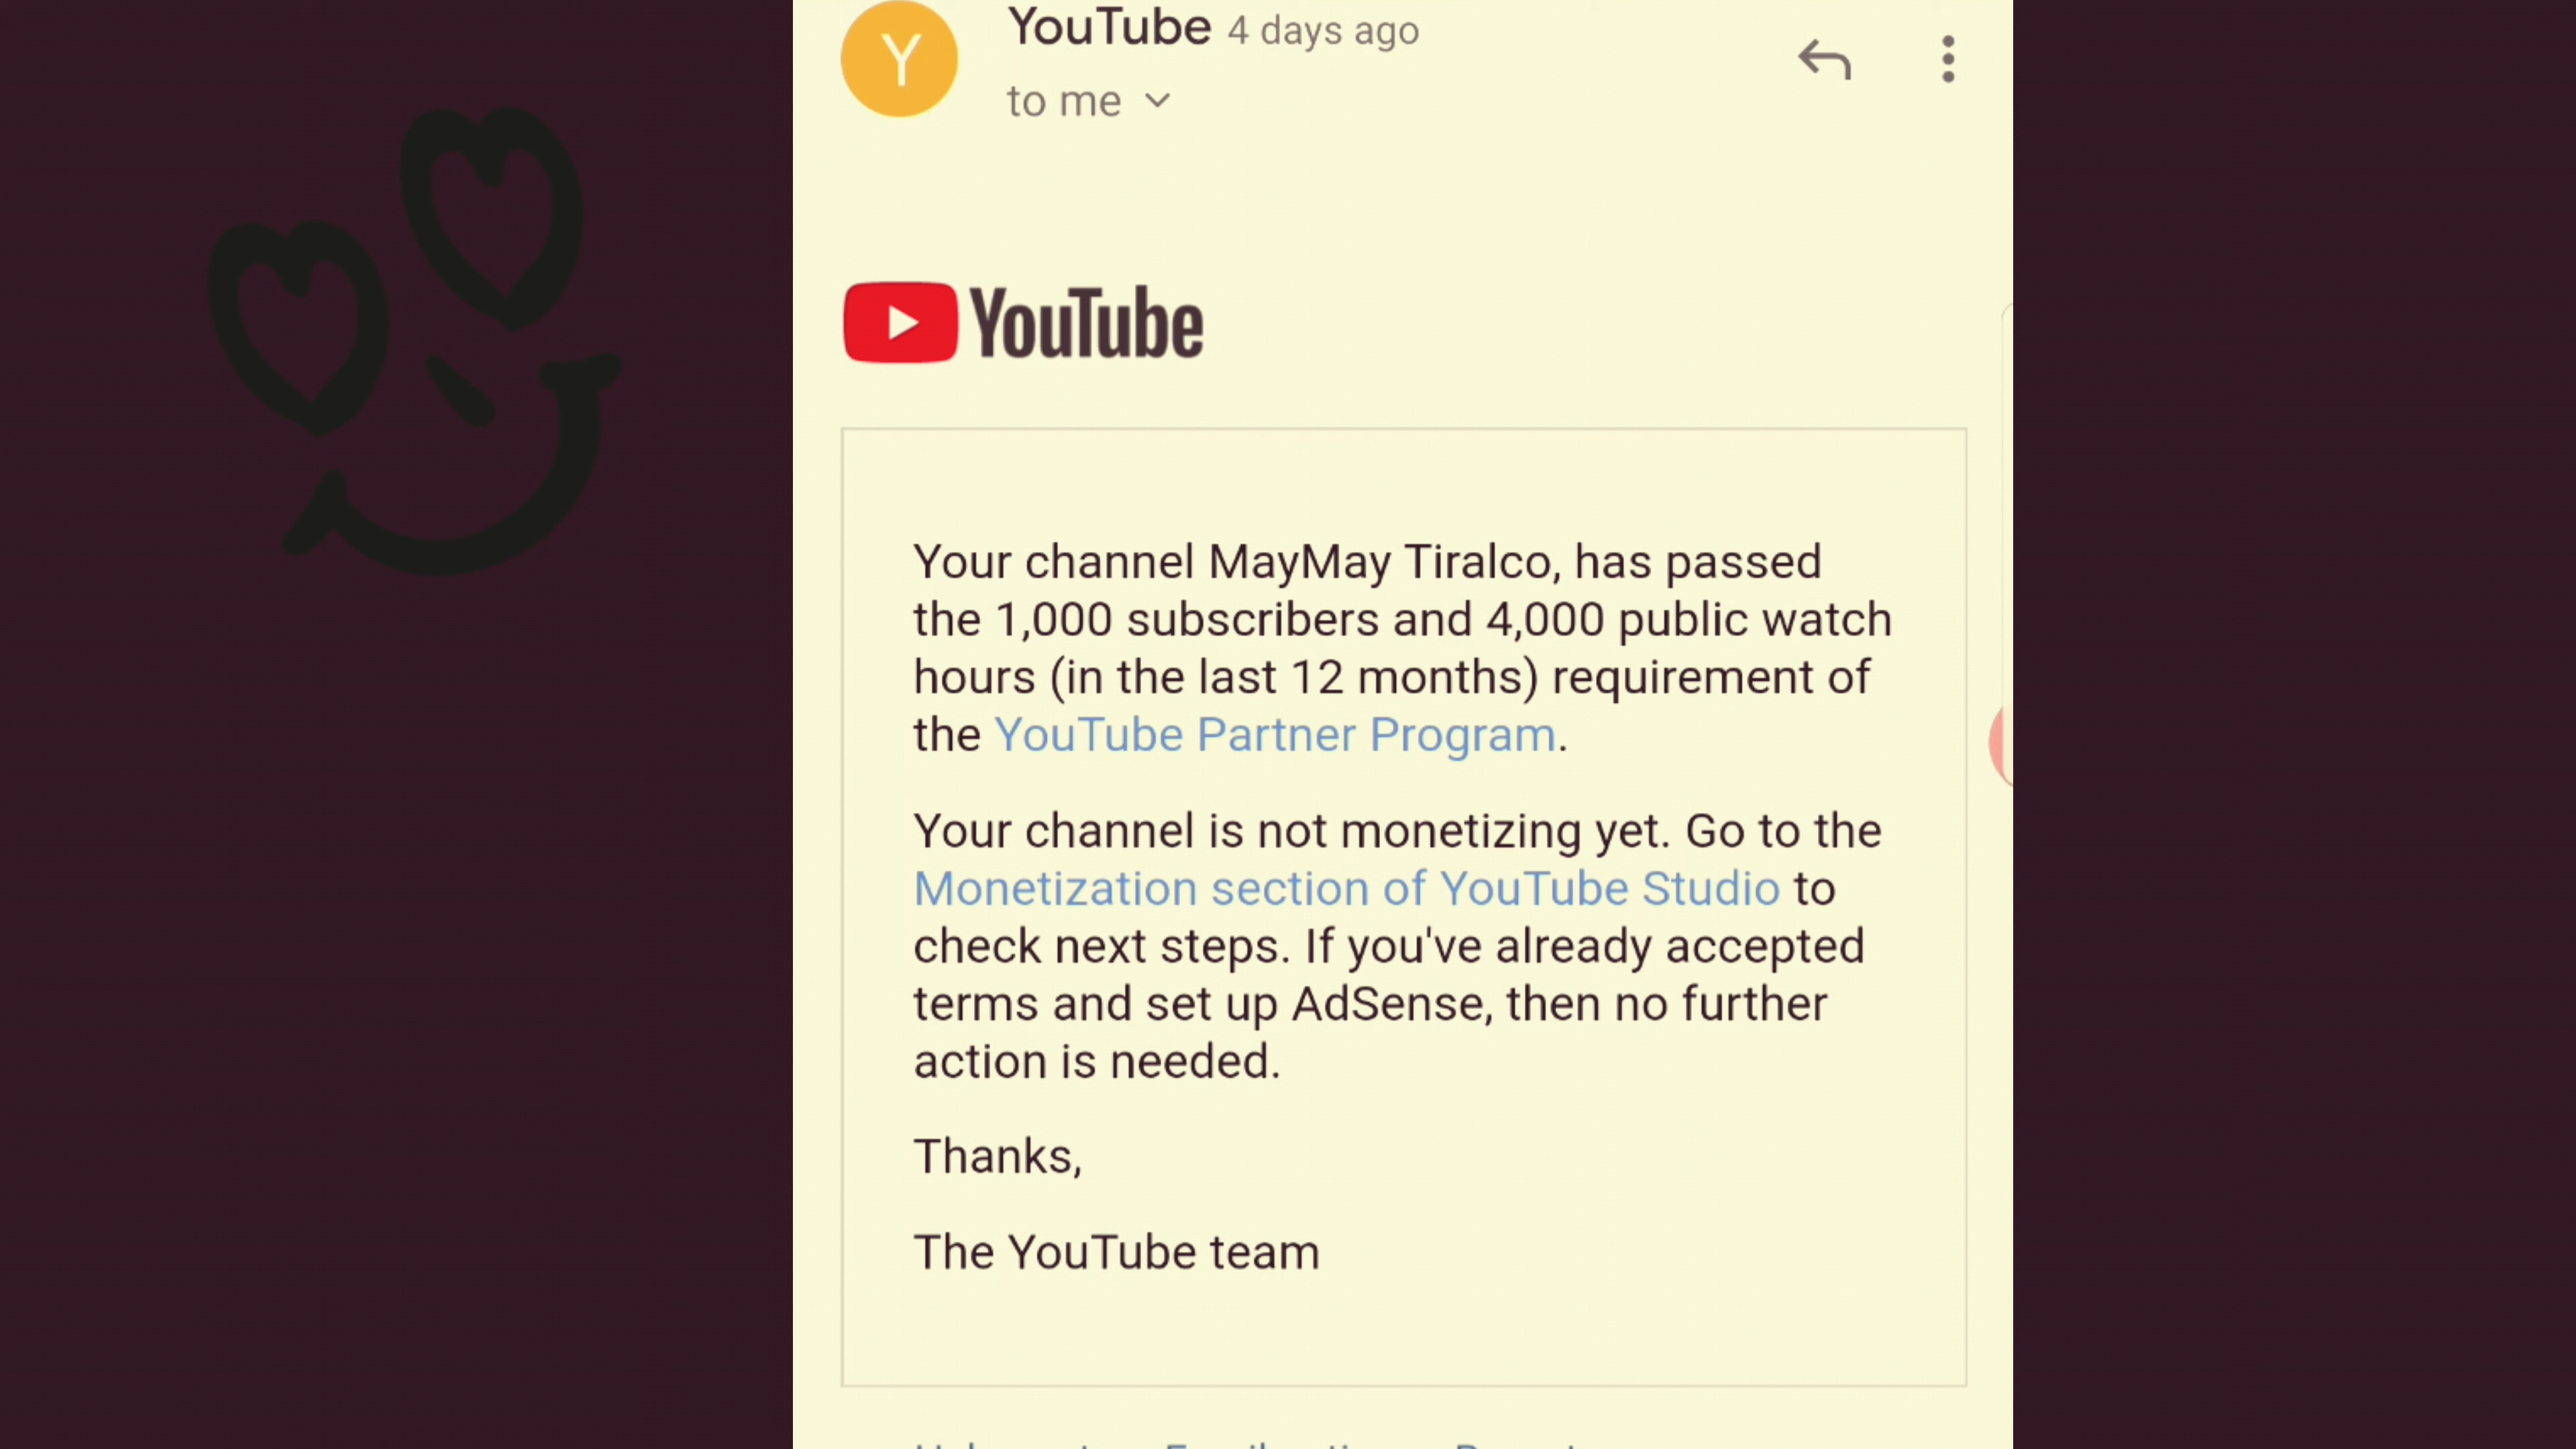 YouTube 4 days ago
to me
YouTube
Your channel MayMay Tiralco, has passed
the 1,000 subscribers and 4,000 public watch
hours (in the last 12 months) requirement of
the YouTube Partner Program.
Your channel is not monetizing yet. Go to the
Monetization section of YouTube Studio to
check next steps. If you've already accepted
terms and set up AdSense, then no further
action is needed.
Thanks,
The YouTube team